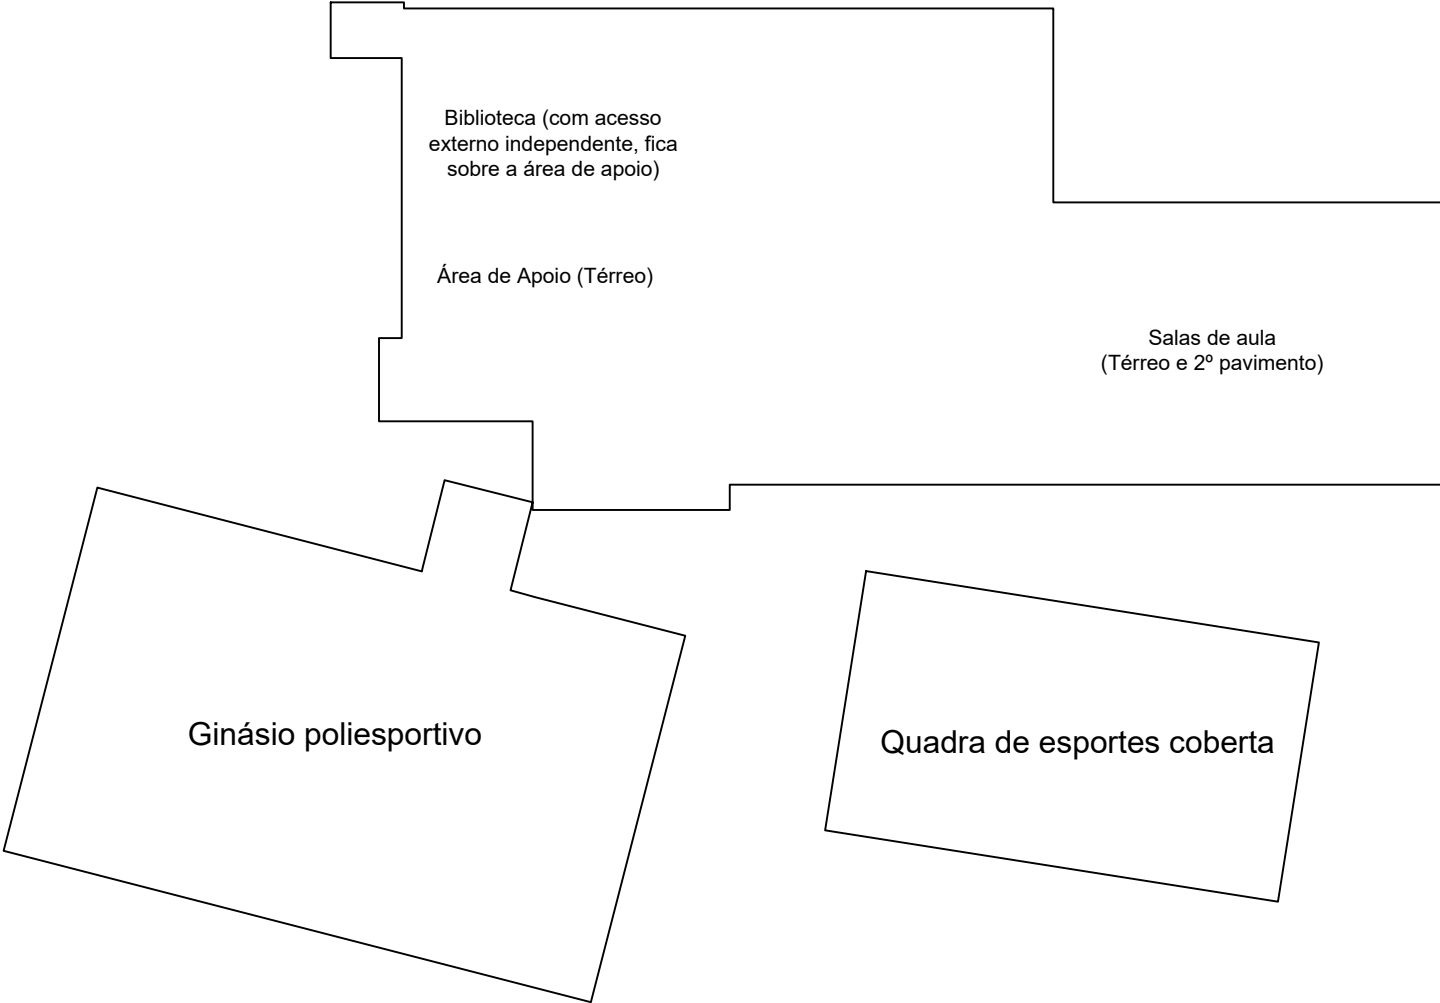 Biblioteca (com acesso
externo independente, fica
sobre a área de apoio)
Área de Apoio (Térreo)
Salas de aula
(Térreo e 2º pavimento)
Ginásio poliesportivo
Quadra de esportes coberta